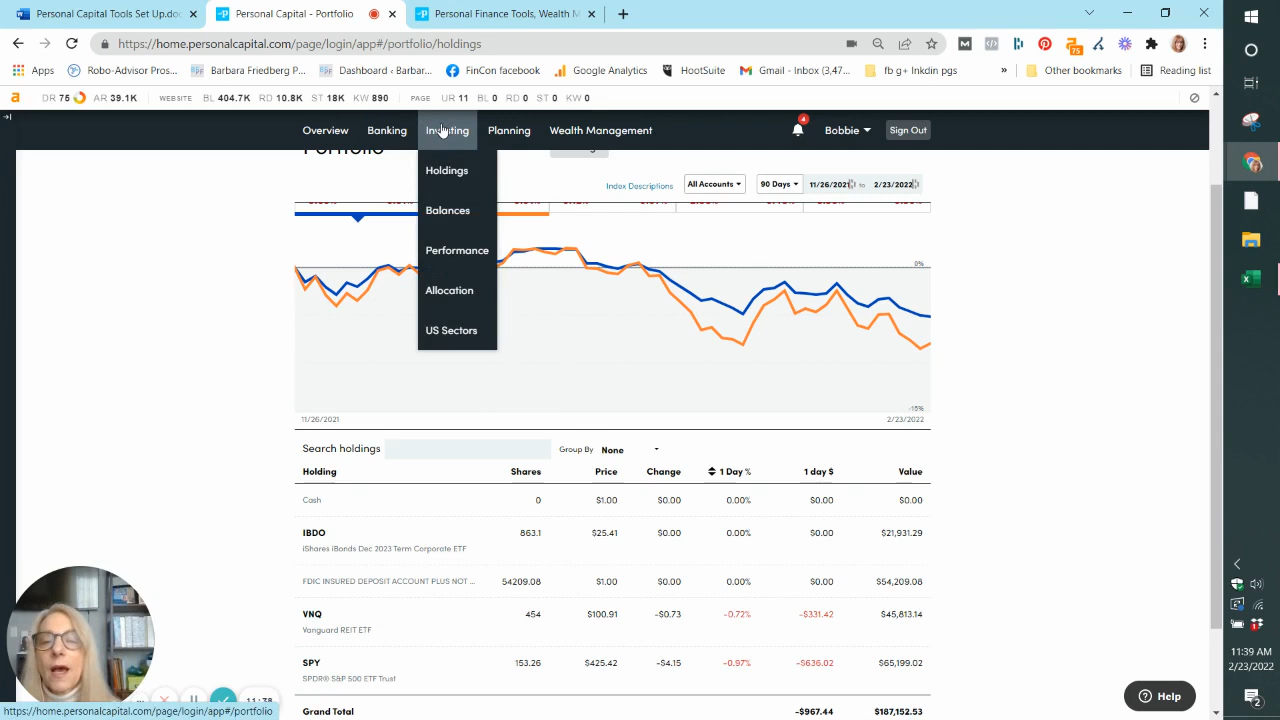 Personal Capital Tools Set Up.doc
Personal Capital - Portfolio
Personal Finance Tools, Wealth M
https://home.personalcapital.com/page/login/app#/portfolio/holdings
75
Apps
Robo-Advisor Pros...
Barbara Friedberg P...
Dashboard ‹ Barbar...
FinCon facebook
Google Analytics
HootSuite
Gmail - Inbox (3,47...
fb g+ lnkdin pgs
»
Other bookmarks
Reading list
DR 75 AR 39.1K WEBSITE BL 404.7K RD 10.8K ST 18K KW 890 PAGE UR 11 BL 0 RD 0 ST 0 KW 0
Overview Banking Investing Planning Wealth Management 4 Bobbie Sign Out
Portfolio
Holdings
Balances
Performance
Allocation
US Sectors
Index Descriptions All Accounts 90 Days 11/26/2021 to 2/23/2022
0%
-15%
11/26/2021 2/23/2022
Search holdings Group By None
Holding Shares Price Change 1 Day % 1 day $ Value
Cash 0 $1.00 $0.00 0.00% $0.00 $0.00
IBDO 863.1 $25.41 $0.00 0.00% $0.00 $21,931.29
iShares iBonds Dec 2023 Term Corporate ETF
FDIC INSURED DEPOSIT ACCOUNT PLUS NOT ... 54209.08 $1.00 $0.00 0.00% $0.00 $54,209.08
VNQ 454 $100.91 -$0.73 -0.72% -$331.42 $45,813.14
Vanguard REIT ETF
SPY 153.26 $425.42 -$4.15 -0.97% -$636.02 $65,199.02
SPDR® S&P 500 ETF Trust
Grand Total -$967.44 $187,152.53
Help
11:38
https://home.personalcapital.com/page/login/app#/portfolio
11:39 AM
2/23/2022
2